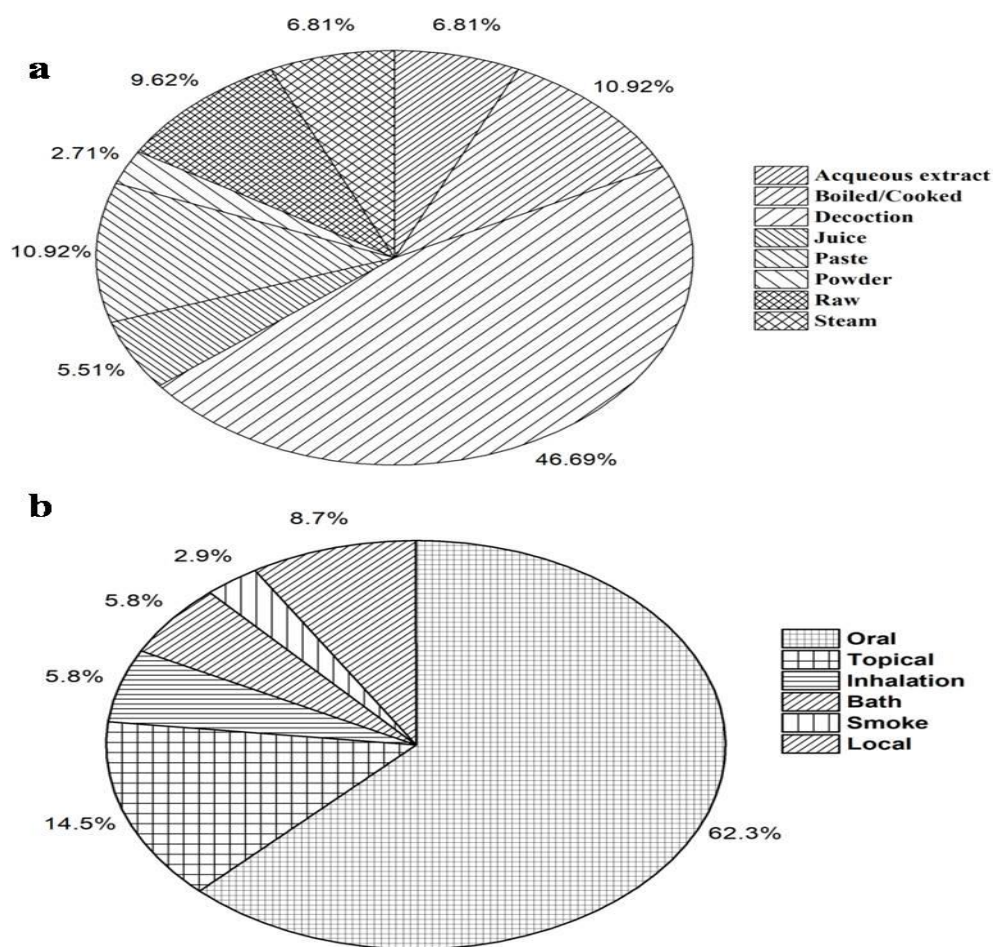 6.81%
6.81%
a
9.62%
10.92%
2.71%
10.92%
5.51%
46.69%
Acqueous extract
Boiled/Cooked
Decoction
Juice
Paste
Powder
Raw
Steam
b
8.7%
2.9%
5.8%
5.8%
14.5%
62.3%
Oral
Topical
Inhalation
Bath
Smoke
Local